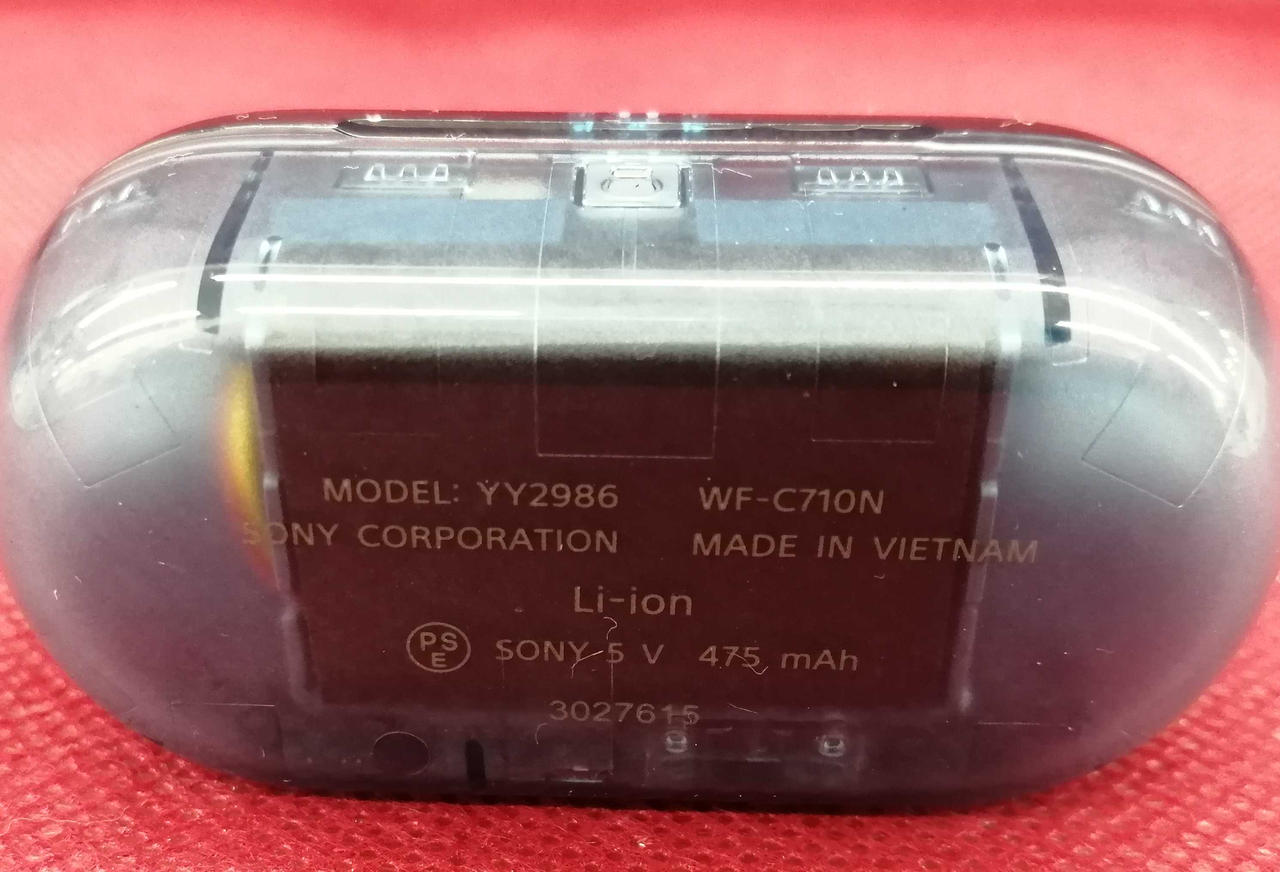 MODEL: YY2986 WF-C710N
SONY CORPORATION MADE IN VIETNAM
Li-ion
PSE SONY 5 V 475 mAh
3027615